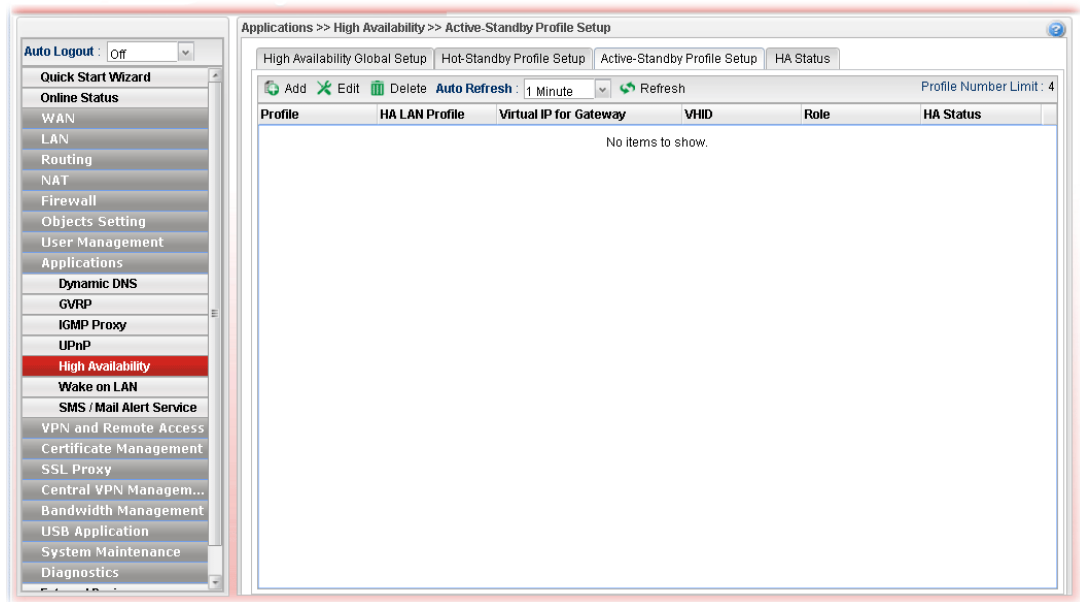 Applications >> High Availability >> Active-Standby Profile Setup
Auto Logout : Off
Quick Start Wizard
Online Status
WAN
LAN
Routing
NAT
Firewall
Objects Setting
User Management
Applications
Dynamic DNS
GVRP
IGMP Proxy
UPnP
High Availability
Wake on LAN
SMS / Mail Alert Service
VPN and Remote Access
Certificate Management
SSL Proxy
Central VPN Managem...
Bandwidth Management
USB Application
System Maintenance
Diagnostics
High Availability Global Setup Hot-Standby Profile Setup Active-Standby Profile Setup HA Status
Add Edit Delete Auto Refresh : 1 Minute Refresh Profile Number Limit : 4
Profile HA LAN Profile Virtual IP for Gateway VHID Role HA Status
No items to show.